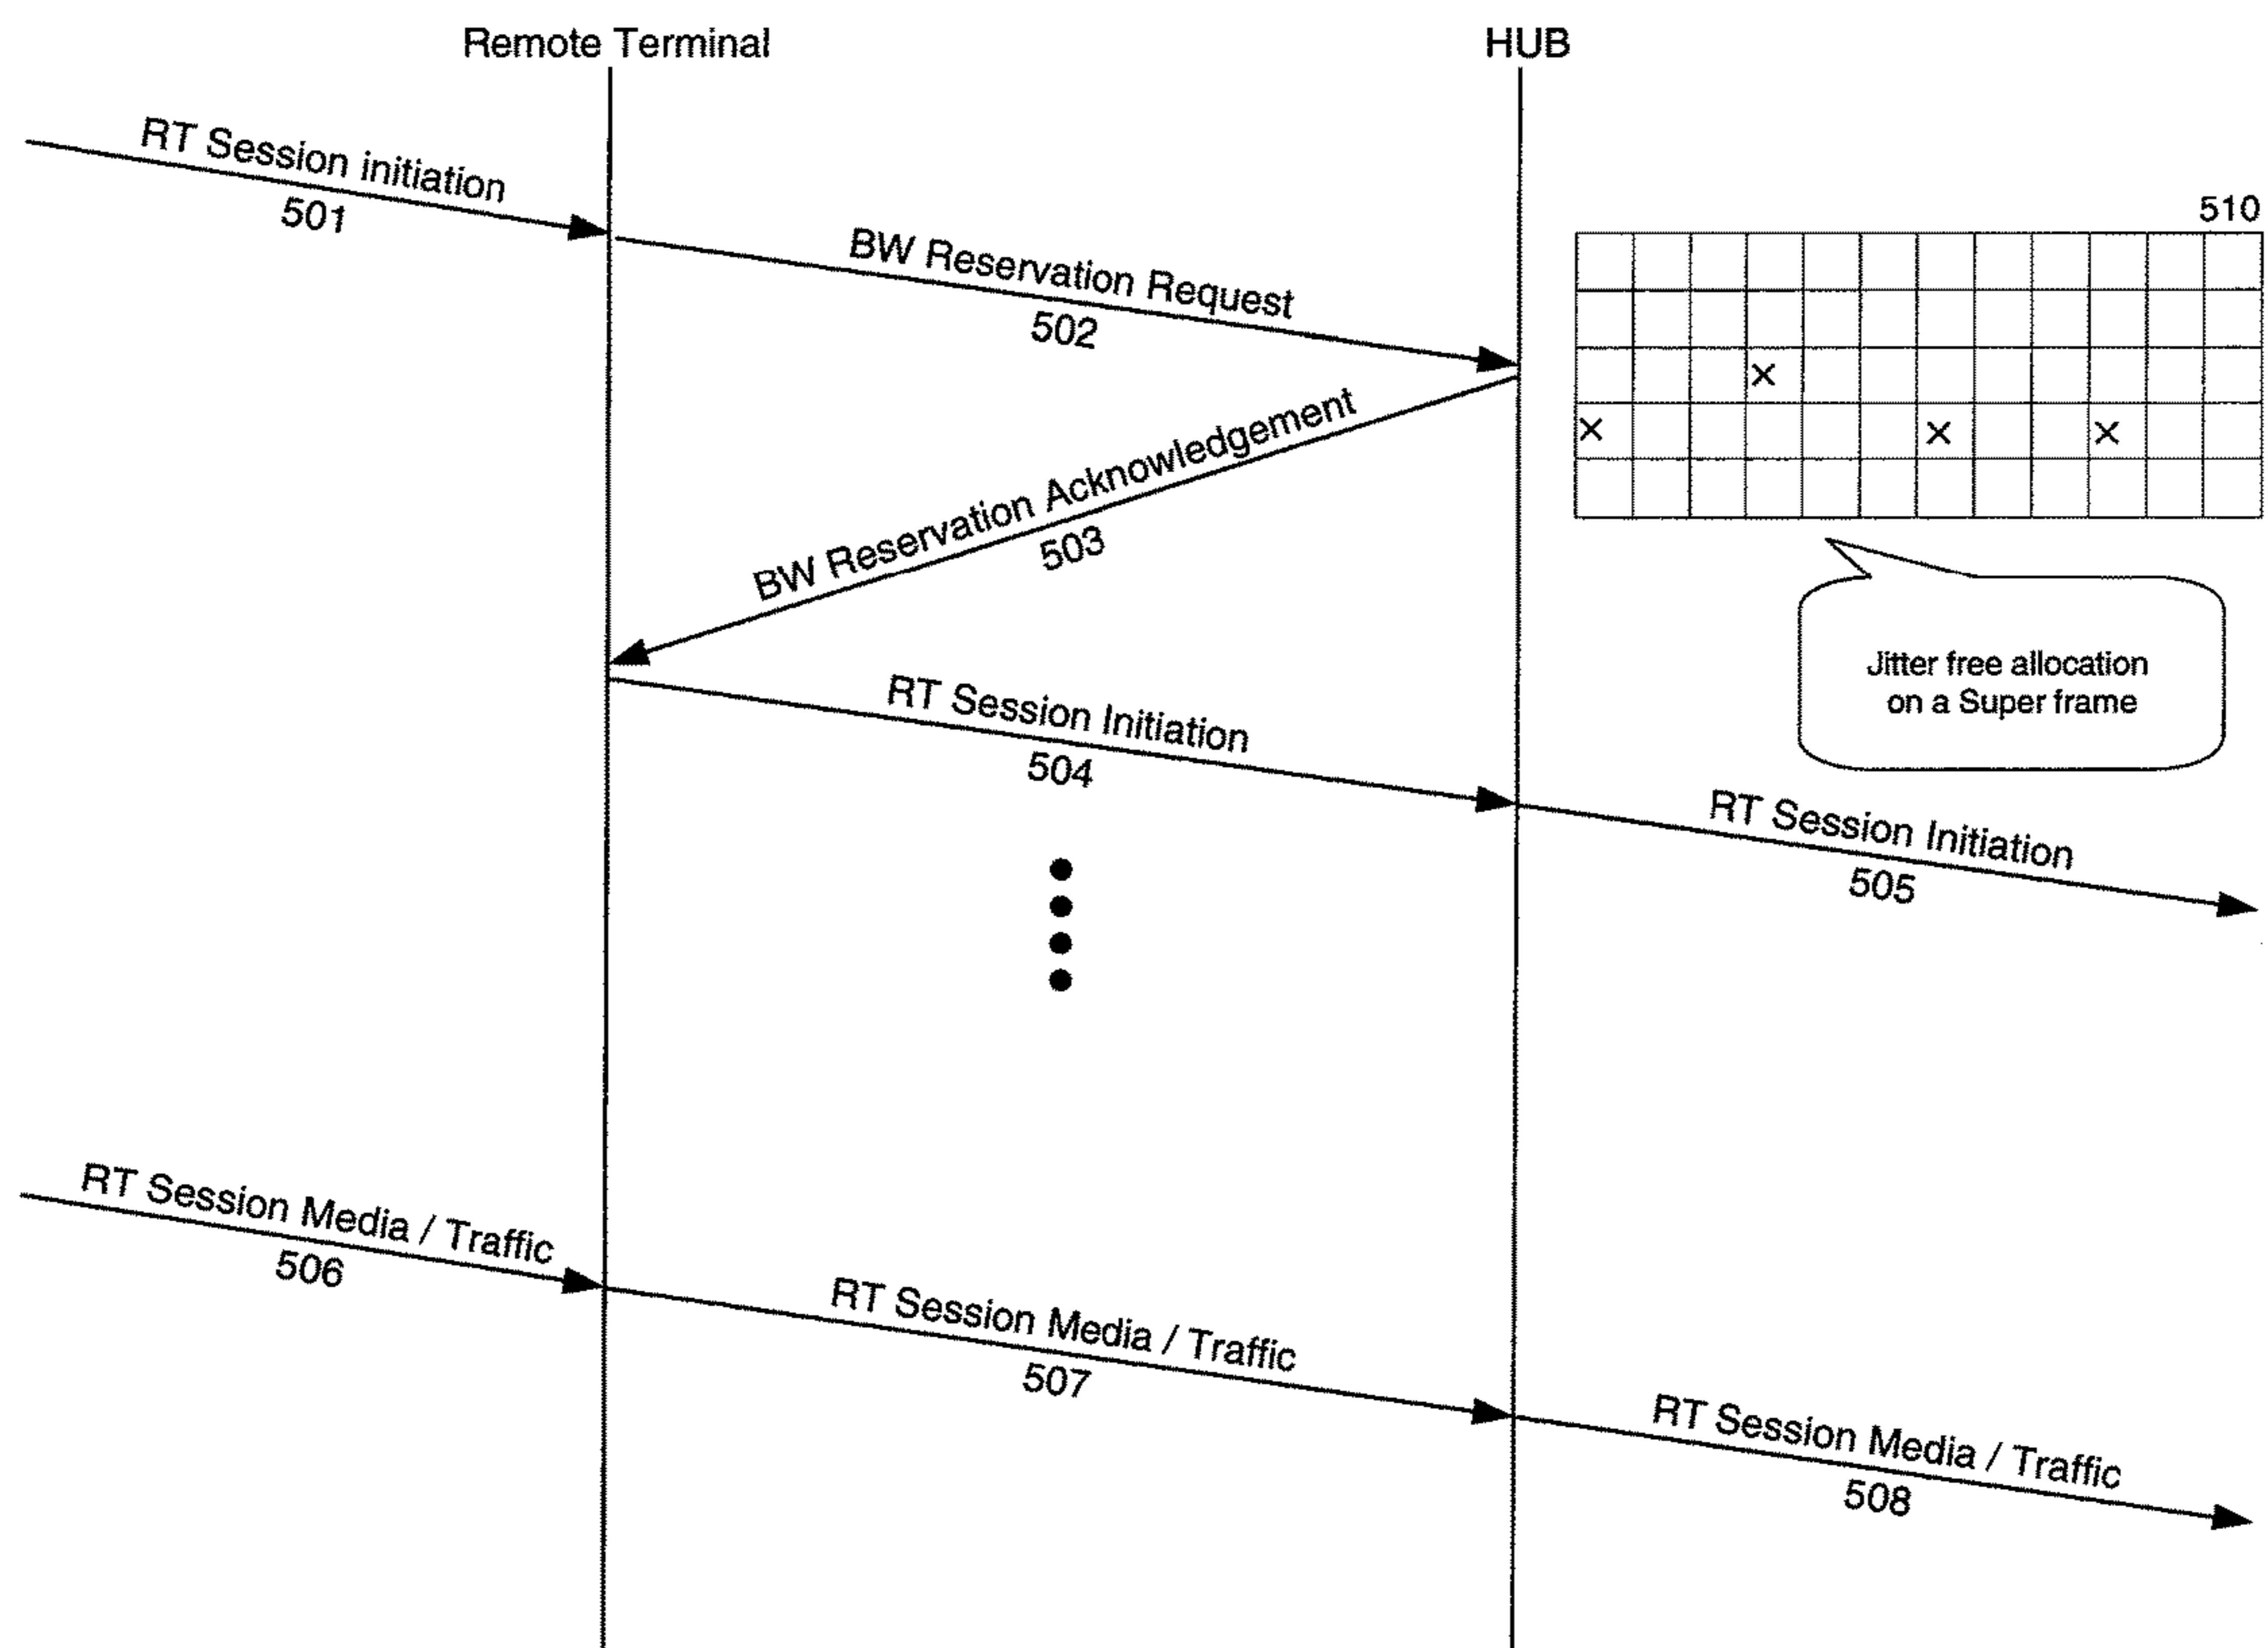 Remote Terminal
HUB
RT Session initiation
501
510
BW Reservation Request
502
×
×
×
×
BW Reservation Acknowledgement
503
Jitter free allocation
on a Super frame
RT Session Initiation
504
RT Session Initiation
505
RT Session Media / Traffic
506
RT Session Media / Traffic
507
RT Session Media / Traffic
508